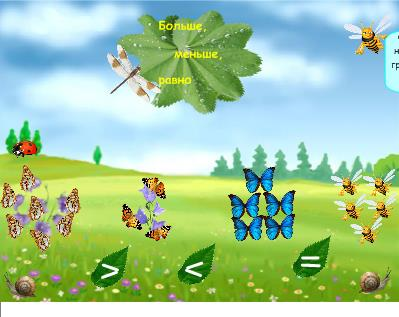 Больше,
меньше,
равно
> < =